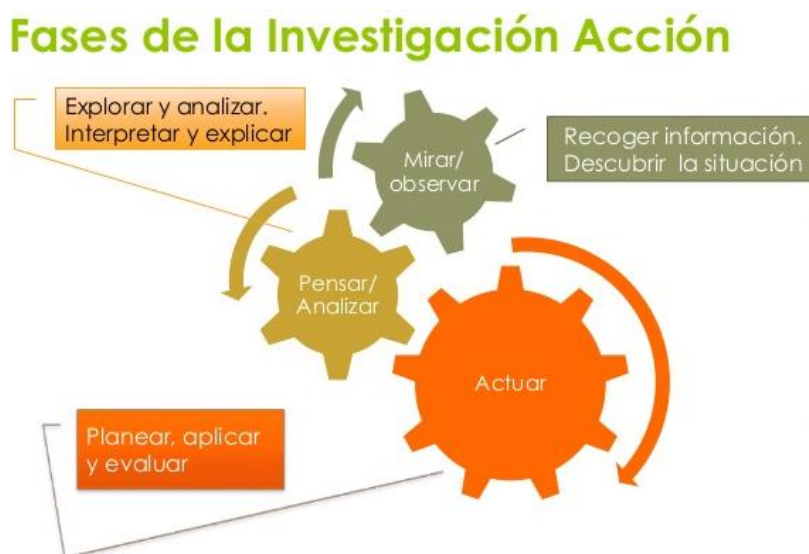 Fases de la Investigación Acción
Explorar y analizar.
Interpretar y explicar
Mirar/
observar
Recoger información.
Descubrir la situación
Pensar/
Analizar
Actuar
Planear, aplicar
y evaluar